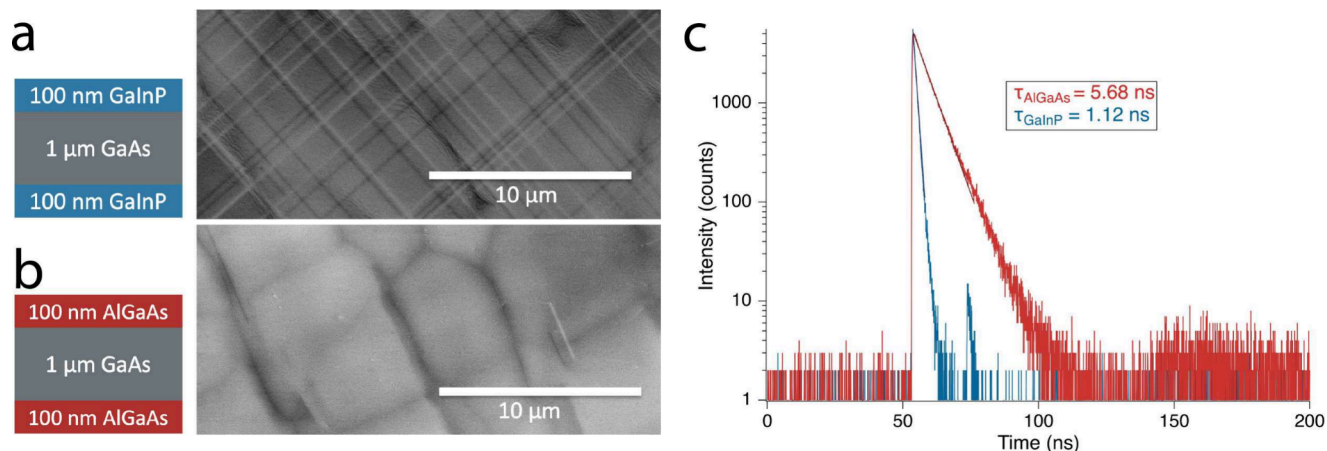 a
100 nm GaInP
1 µm GaAs
100 nm GaInP
10 µm
b
100 nm AlGaAs
1 µm GaAs
100 nm AlGaAs
10 µm
c
τAlGaAs = 5.68 ns
τGaInP = 1.12 ns
Intensity (counts)
1000
100
10
1
0
50
100
150
200
Time (ns)